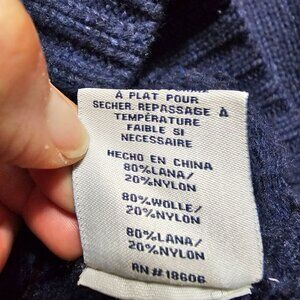 À PLAT POUR
SECHER. REPASSAGE À
TEMPÉRATURE
FAIBLE SI
NECESSAIRE
HECHO EN CHINA
80%LANA/
20%NYLON
80%WOLLE/
20%NYLON
80%LANA/
20%NYLON
RN#18606